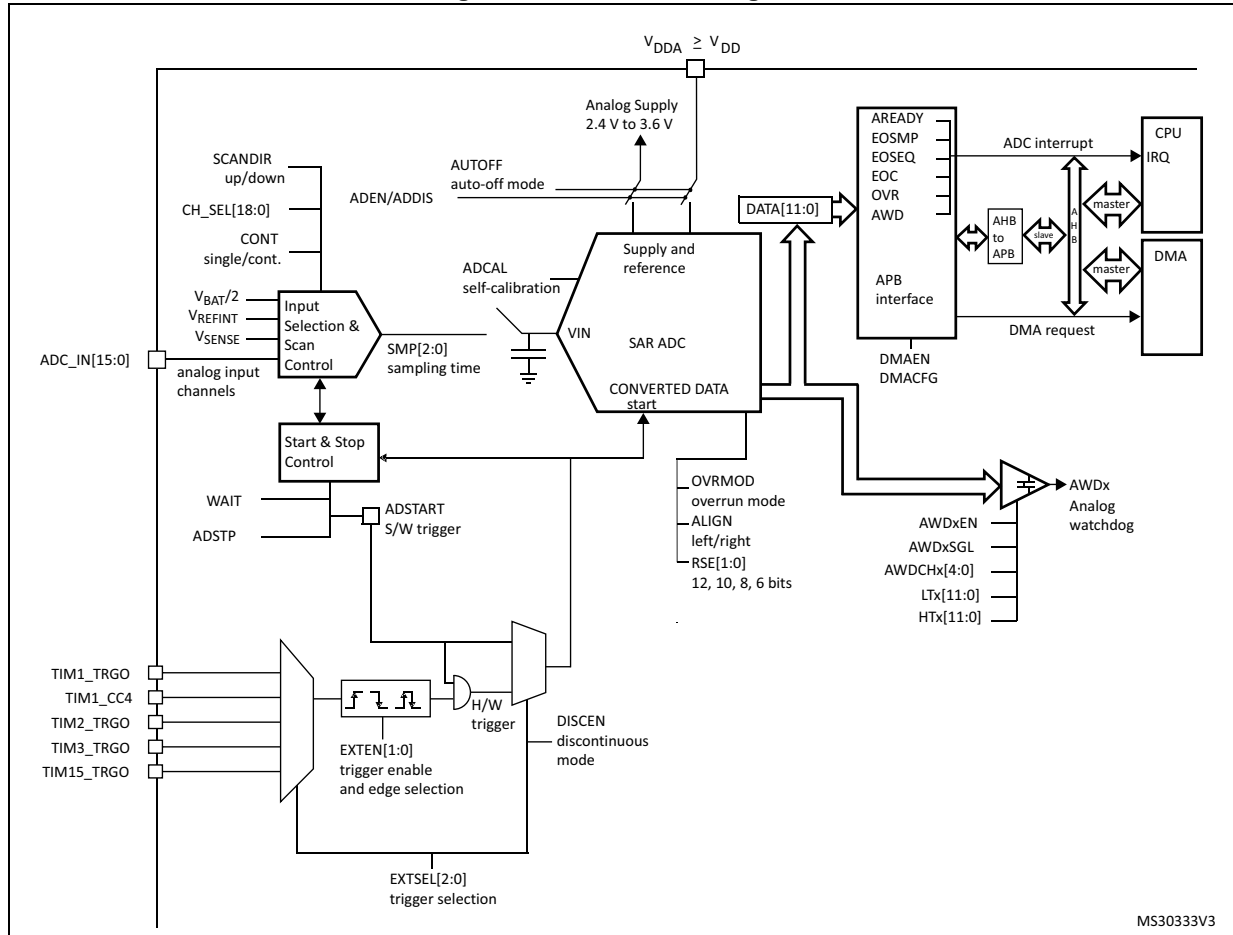 V_DDA ≥ V_DD
Analog Supply
2.4 V to 3.6 V
SCANDIR
up/down
CH_SEL[18:0]
CONT
single/cont.
AUTOFF
auto-off mode
ADEN/ADDIS
ADCAL
self-calibration
Supply and
reference
VIN
SAR ADC
CONVERTED DATA
start
V_BAT/2
V_REFINT
V_SENSE
ADC_IN[15:0]
analog input
channels
Input
Selection &
Scan
Control
SMP[2:0]
sampling time
DATA[11:0]
AREADY
EOSMP
EOSEQ
EOC
OVR
AWD
APB
interface
ADC interrupt
CPU
IRQ
master
AHB
to
APB
slave
A
H
B
master
DMA
DMA request
DMAEN
DMACFG
Start & Stop
Control
WAIT
ADSTP
ADSTART
S/W trigger
OVRMOD
overrun mode
ALIGN
left/right
RSE[1:0]
12, 10, 8, 6 bits
AWDx
Analog
watchdog
AWDxEN
AWDxSGL
AWDCHx[4:0]
LTx[11:0]
HTx[11:0]
TIM1_TRGO
TIM1_CC4
TIM2_TRGO
TIM3_TRGO
TIM15_TRGO
EXTEN[1:0]
trigger enable
and edge selection
H/W
trigger
DISCEN
discontinuous
mode
EXTSEL[2:0]
trigger selection
MS30333V3